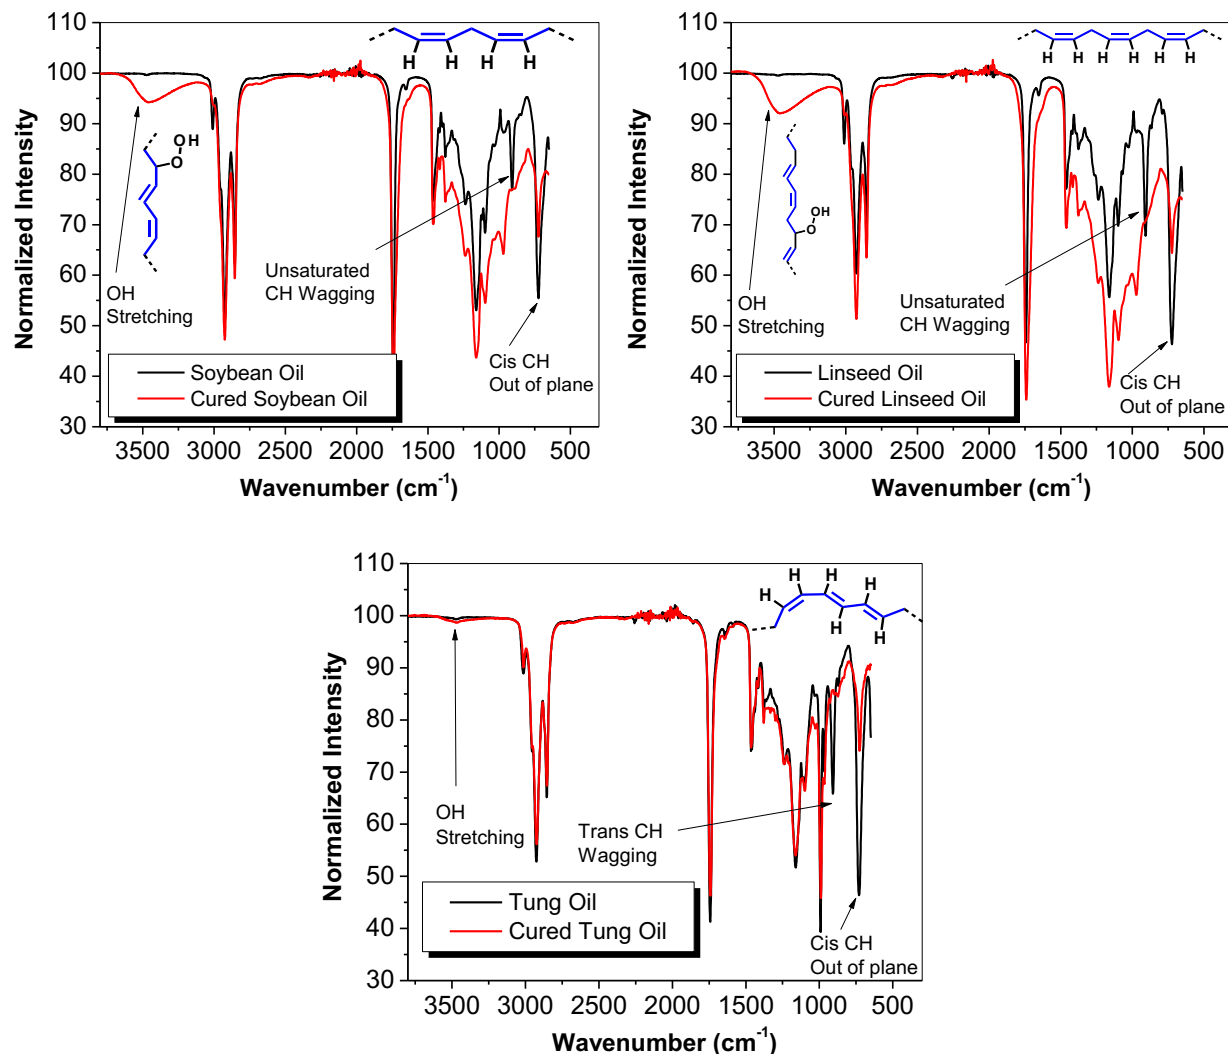 110
100
90
80
70
60
50
40
30
Normalized Intensity
H H H H
O OH
OH
Stretching
Unsaturated
CH Wagging
Cis CH
Out of plane
Soybean Oil
Cured Soybean Oil
3500 3000 2500 2000 1500 1000 500
Wavenumber (cm⁻¹)
110
100
90
80
70
60
50
40
30
Normalized Intensity
H H H H H H
OH
O
OH
Stretching
Unsaturated
CH Wagging
Cis CH
Out of plane
Linseed Oil
Cured Linseed Oil
3500 3000 2500 2000 1500 1000 500
Wavenumber (cm⁻¹)
110
100
90
80
70
60
50
40
30
Normalized Intensity
H H H H
H H
OH
Stretching
Trans CH
Wagging
Cis CH
Out of plane
Tung Oil
Cured Tung Oil
3500 3000 2500 2000 1500 1000 500
Wavenumber (cm⁻¹)